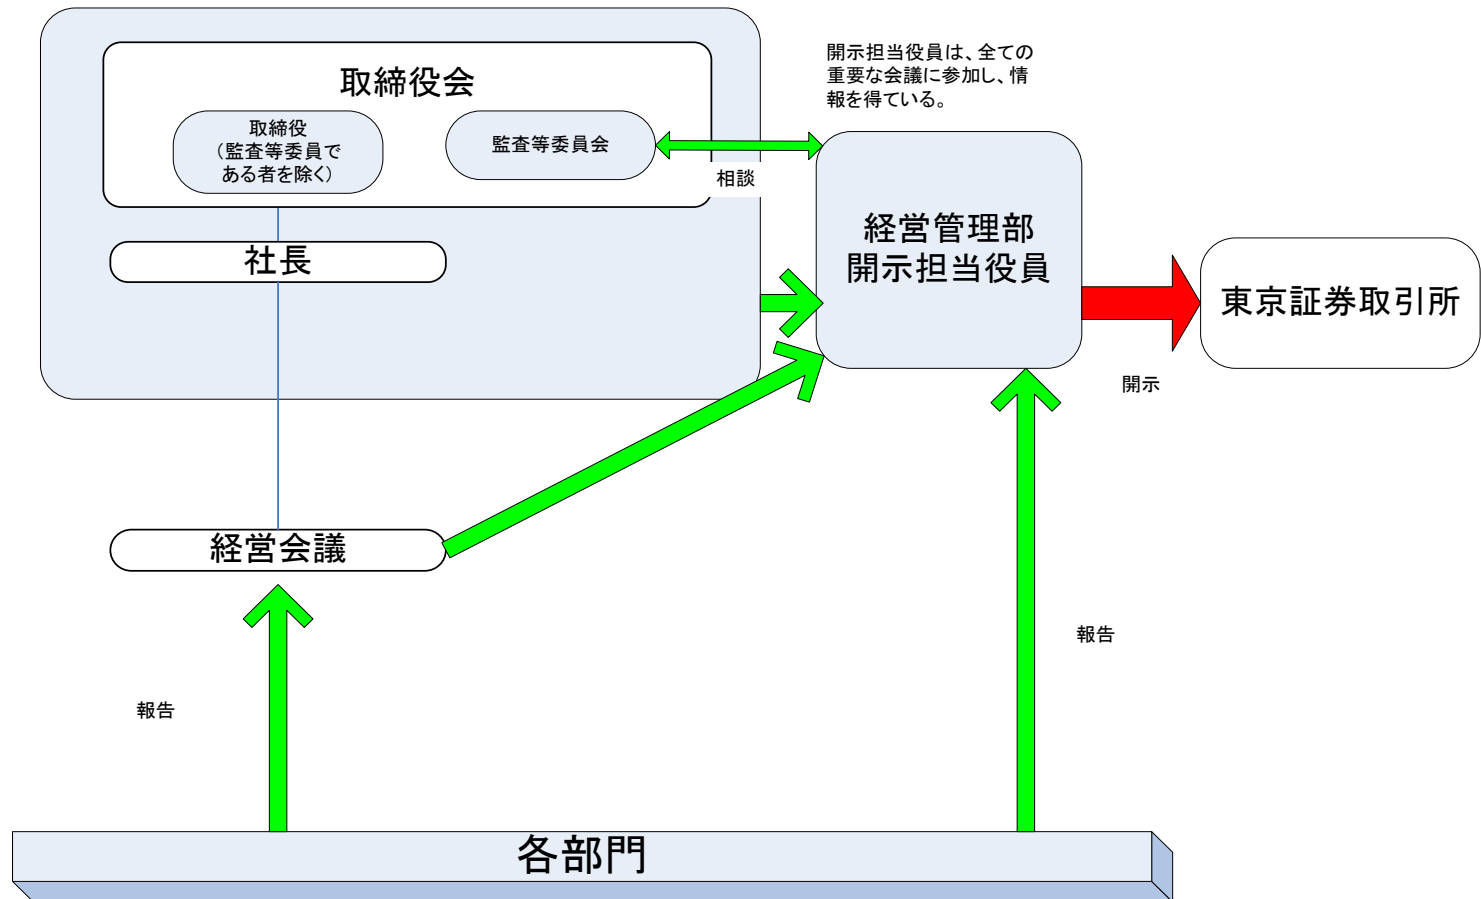 開示担当役員は、全ての
重要な会議に参加し、情
報を得ている。
取締役会
取締役
（監査等委員で
ある者を除く）
監査等委員会
相談
社長
経営管理部
開示担当役員
東京証券取引所
開示
経営会議
報告
報告
各部門